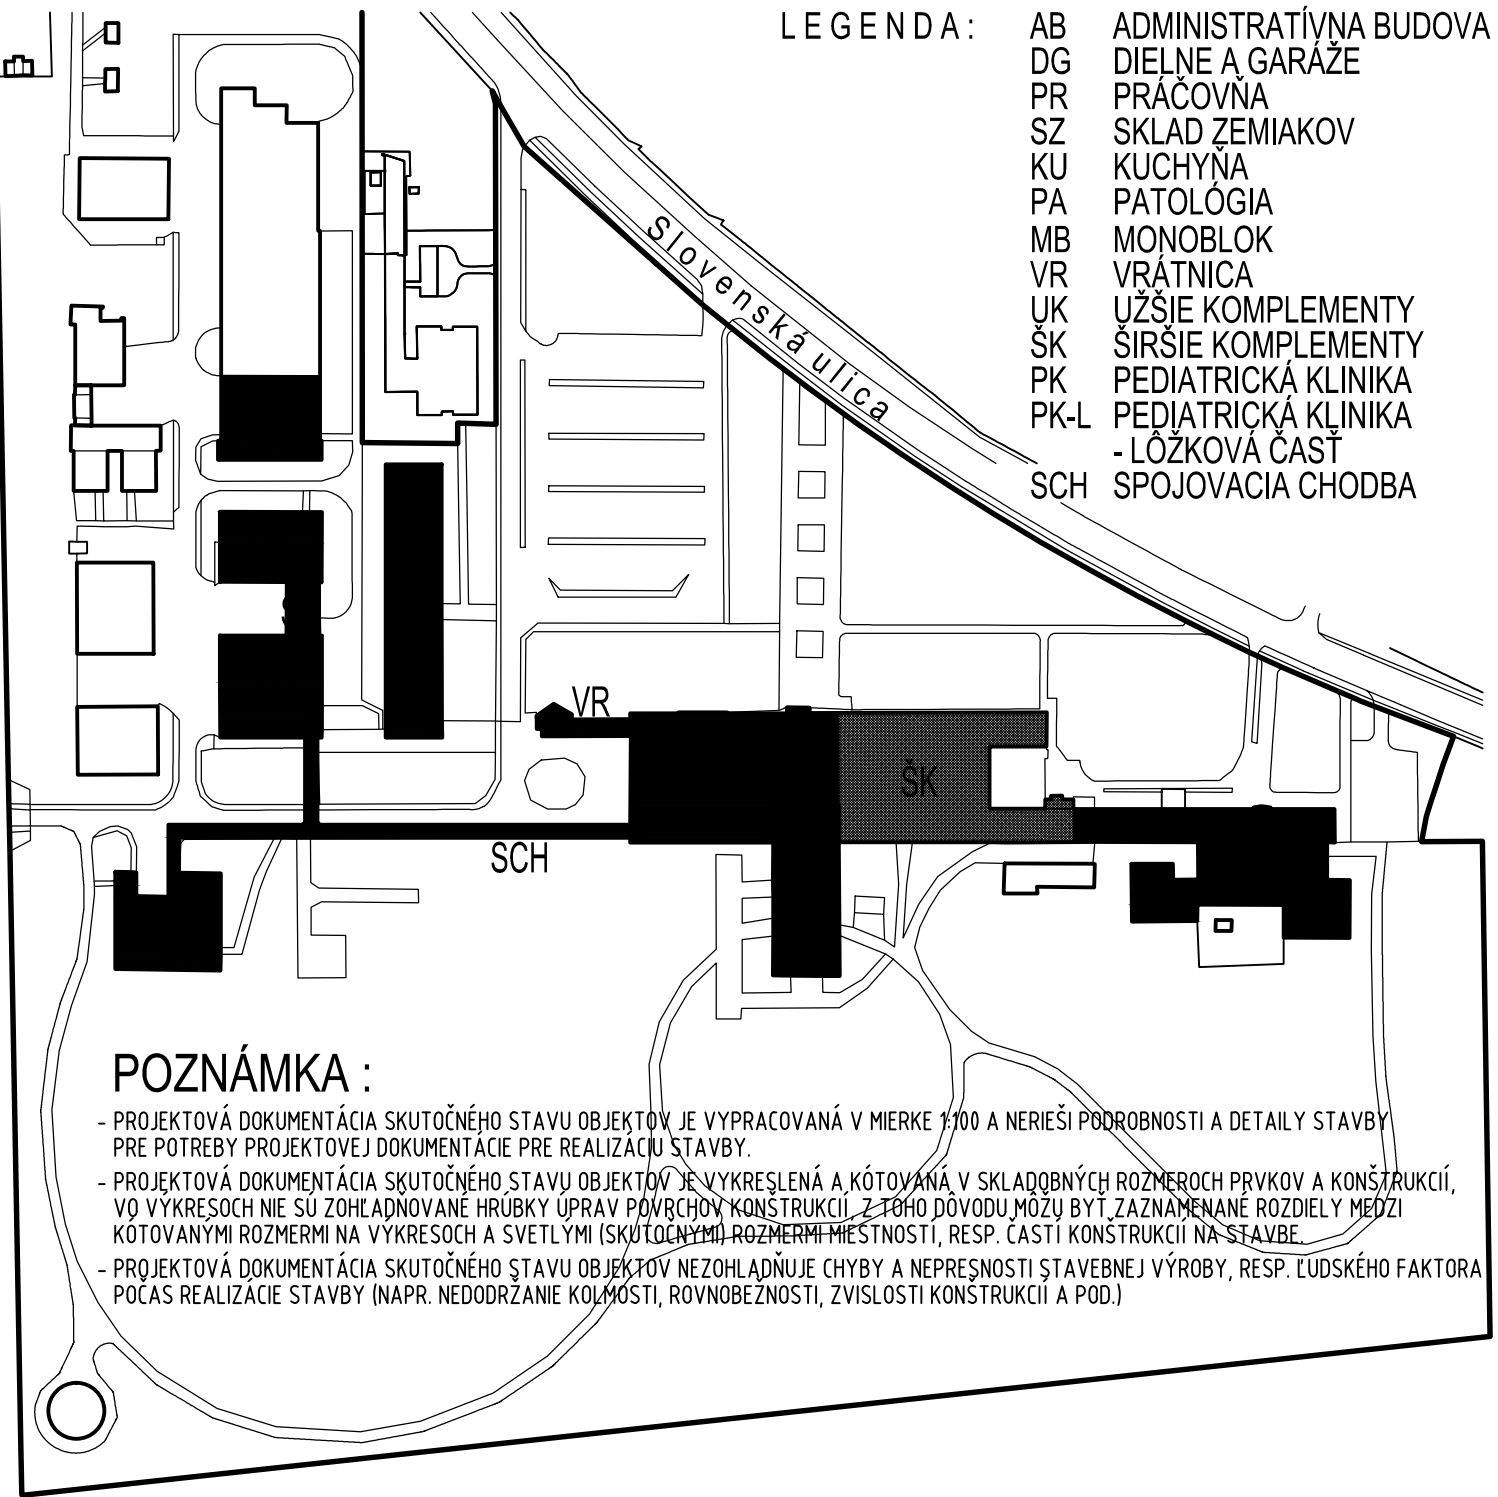 LEGENDA: AB ADMINISTRATÍVNA BUDOVA
DG DIELNE A GARÁŽE
PR PRÁČOVŇA
SZ SKLAD ZEMIAKOV
KU KUCHYŇA
PA PATOLÓGIA
MB MONOBLOK
VR VRÁTNICA
UK UŽŠIE KOMPLEMENTY
ŠK ŠIRŠIE KOMPLEMENTY
PK PEDIATRICKÁ KLINIKA
PK-L PEDIATRICKÁ KLINIKA
- LÔŽKOVÁ ČASŤ
SCH SPOJOVACIA CHODBA
Slovenská ulica
VR
ŠK
SCH
POZNÁMKA :
- PROJEKTOVÁ DOKUMENTÁCIA SKUTOČNÉHO STAVU OBJEKTOV JE VYPRACOVANÁ V MIERKE 1:100 A NERIEŠI PODROBNOSTI A DETAILY STAVBY
PRE POTREBY PROJEKTOVEJ DOKUMENTÁCIE PRE REALIZÁCIU STAVBY.
- PROJEKTOVÁ DOKUMENTÁCIA SKUTOČNÉHO STAVU OBJEKTOV JE VYKRESLENÁ A KÓTOVANÁ V SKLADOBNÝCH ROZMEROCH PRVKOV A KONŠTRUKCIÍ,
VO VÝKRESOCH NIE SÚ ZOHĽADŇOVANÉ HRÚBKY ÚPRAV POVRCHOV KONŠTRUKCIÍ, Z TOHO DÔVODU MÔŽU BYŤ ZAZNAMENANÉ ROZDIELY MEDZI
KÓTOVANÝMI ROZMERMI NA VÝKRESOCH A SVETLÝMI (SKUTOČNÝMI) ROZMERMI MIESTNOSTÍ, RESP. ČASTÍ KONŠTRUKCIÍ NA STAVBE.
- PROJEKTOVÁ DOKUMENTÁCIA SKUTOČNÉHO STAVU OBJEKTOV NEZOHLADŇUJE CHYBY A NEPRESNOSTI STAVEBNEJ VÝROBY, RESP. ĽUDSKÉHO FAKTORA
POČAS REALIZÁCIE STAVBY (NAPR. NEDODRŽANIE KOLMOSTI, ROVNOBEŽNOSTI, ZVISLOSTI KONŠTRUKCIÍ A POD.)